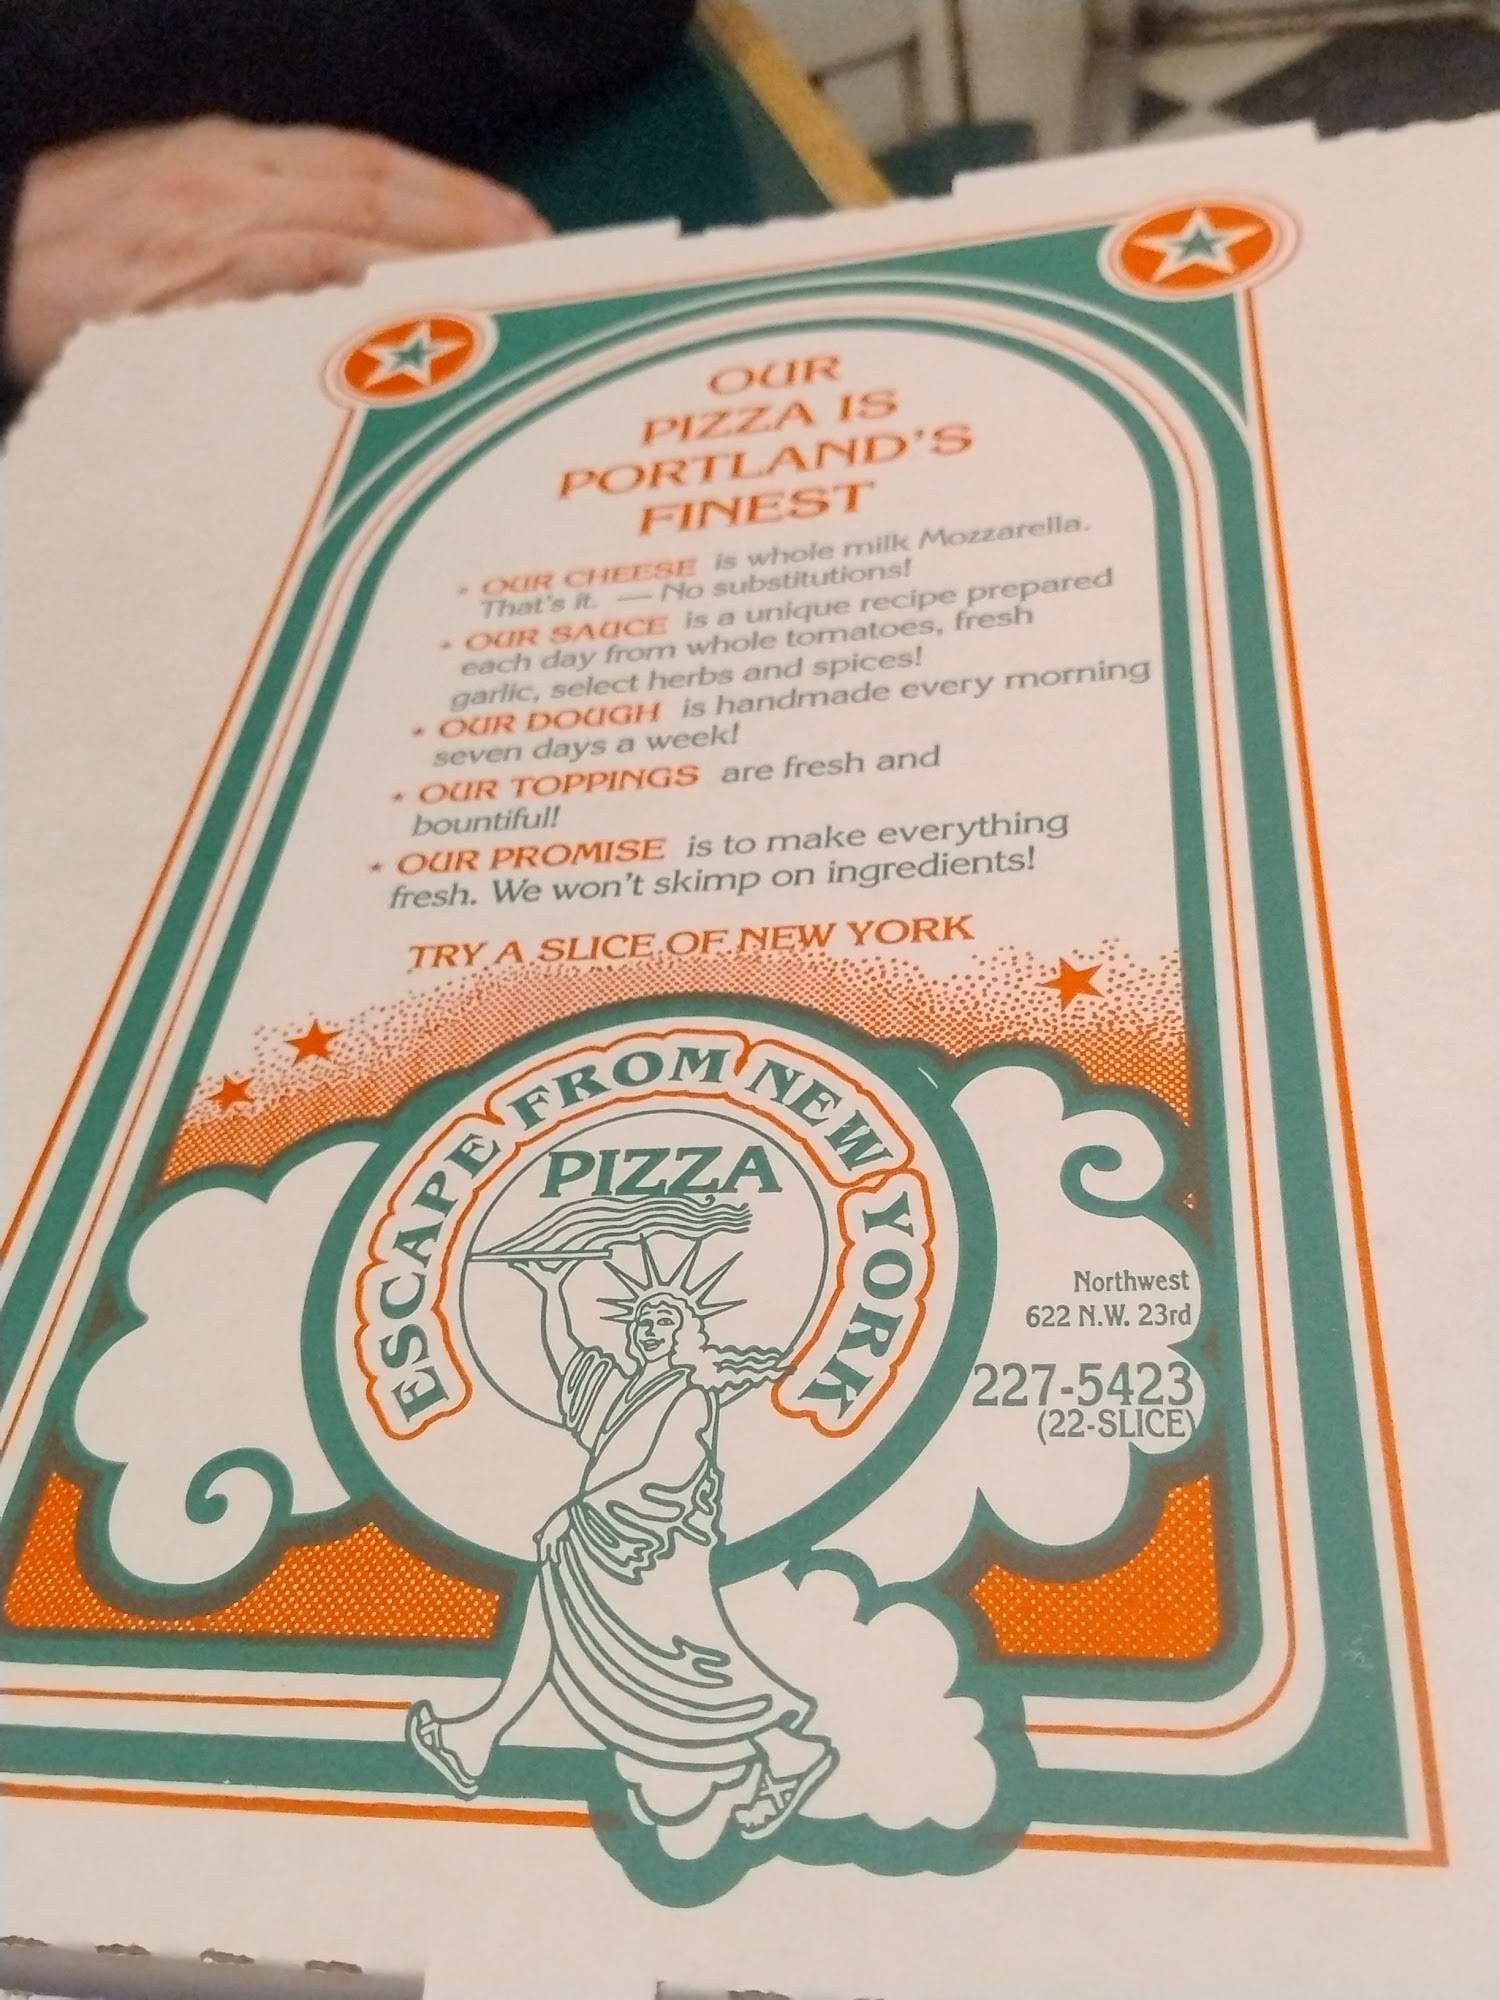 OUR
PIZZA IS
PORTLAND'S
FINEST
* OUR CHEESE is whole milk Mozzarella.
That's it. — No substitutions!
* OUR SAUCE is a unique recipe prepared
each day from whole tomatoes, fresh
garlic, select herbs and spices!
* OUR DOUGH is handmade every morning
seven days a week!
* OUR TOPPINGS are fresh and
bountiful!
* OUR PROMISE is to make everything
fresh. We won't skimp on ingredients!
TRY A SLICE OF NEW YORK
ESCAPE FROM NEW YORK
PIZZA
Northwest
622 N.W. 23rd
227-5423
(22-SLICE)